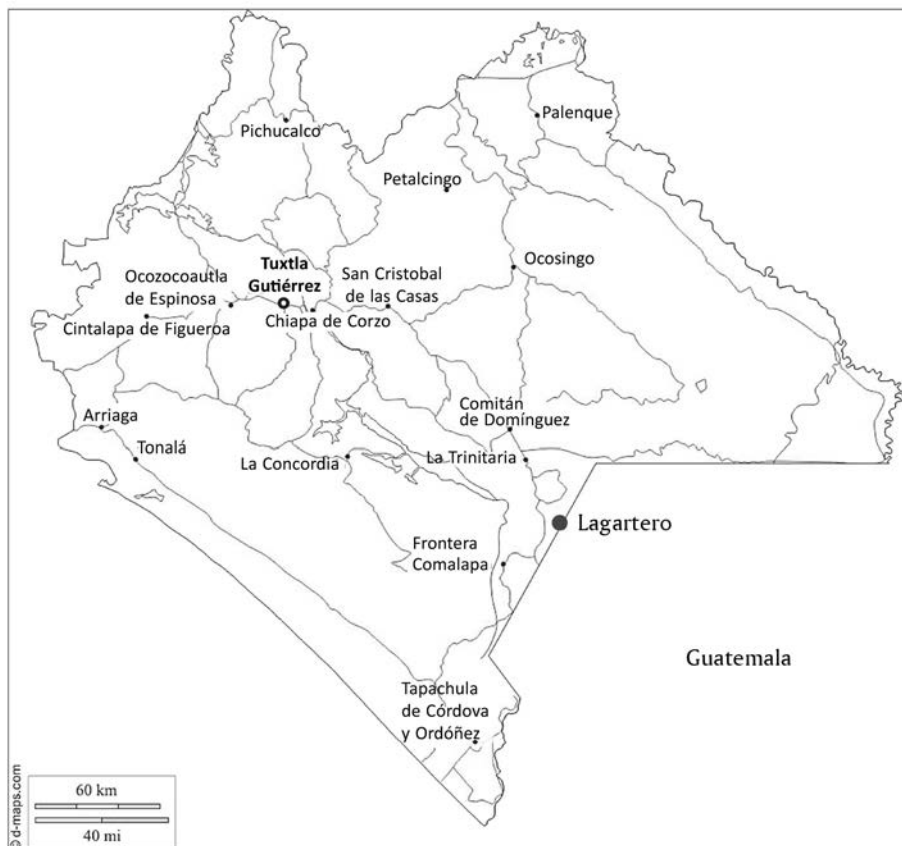 Pichucalco
Palenque
Petalcingo
Ocosingo
Tuxtla
Gutiérrez
San Cristobal
de las Casas
Ocozocoautla
de Espinosa
Chiapa de Corzo
Cintalapa de Figueroa
Comitán
de Domínguez
Arriaga
Tonalá
La Concordia
La Trinitaria
Lagartero
Frontera
Comalapa
Guatemala
Tapachula
de Córdova
y Ordóñez
60 km
40 mi
© d-maps.com